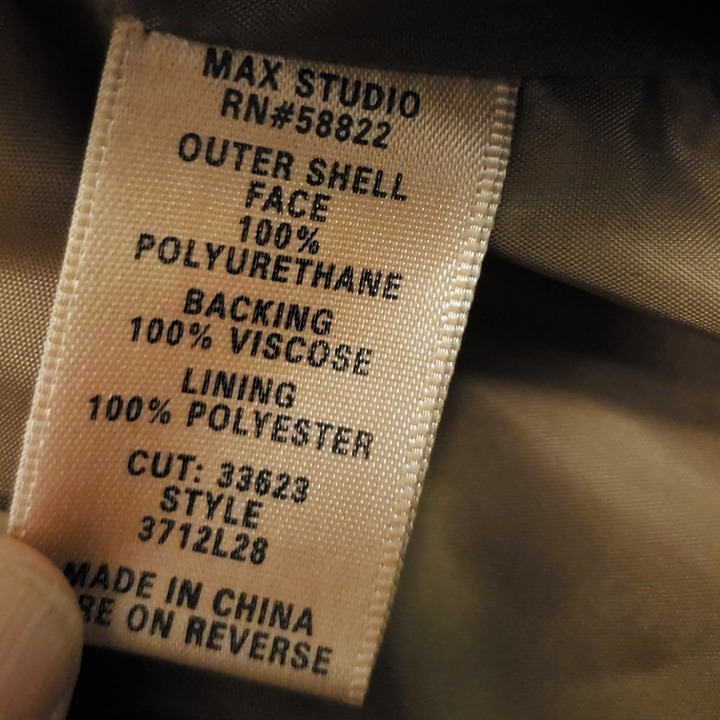 MAX STUDIO
RN#58822
OUTER SHELL
FACE
100%
POLYURETHANE
BACKING
100% VISCOSE
LINING
100% POLYESTER
CUT: 33623
STYLE
3712L28
MADE IN CHINA
RE ON REVERSE